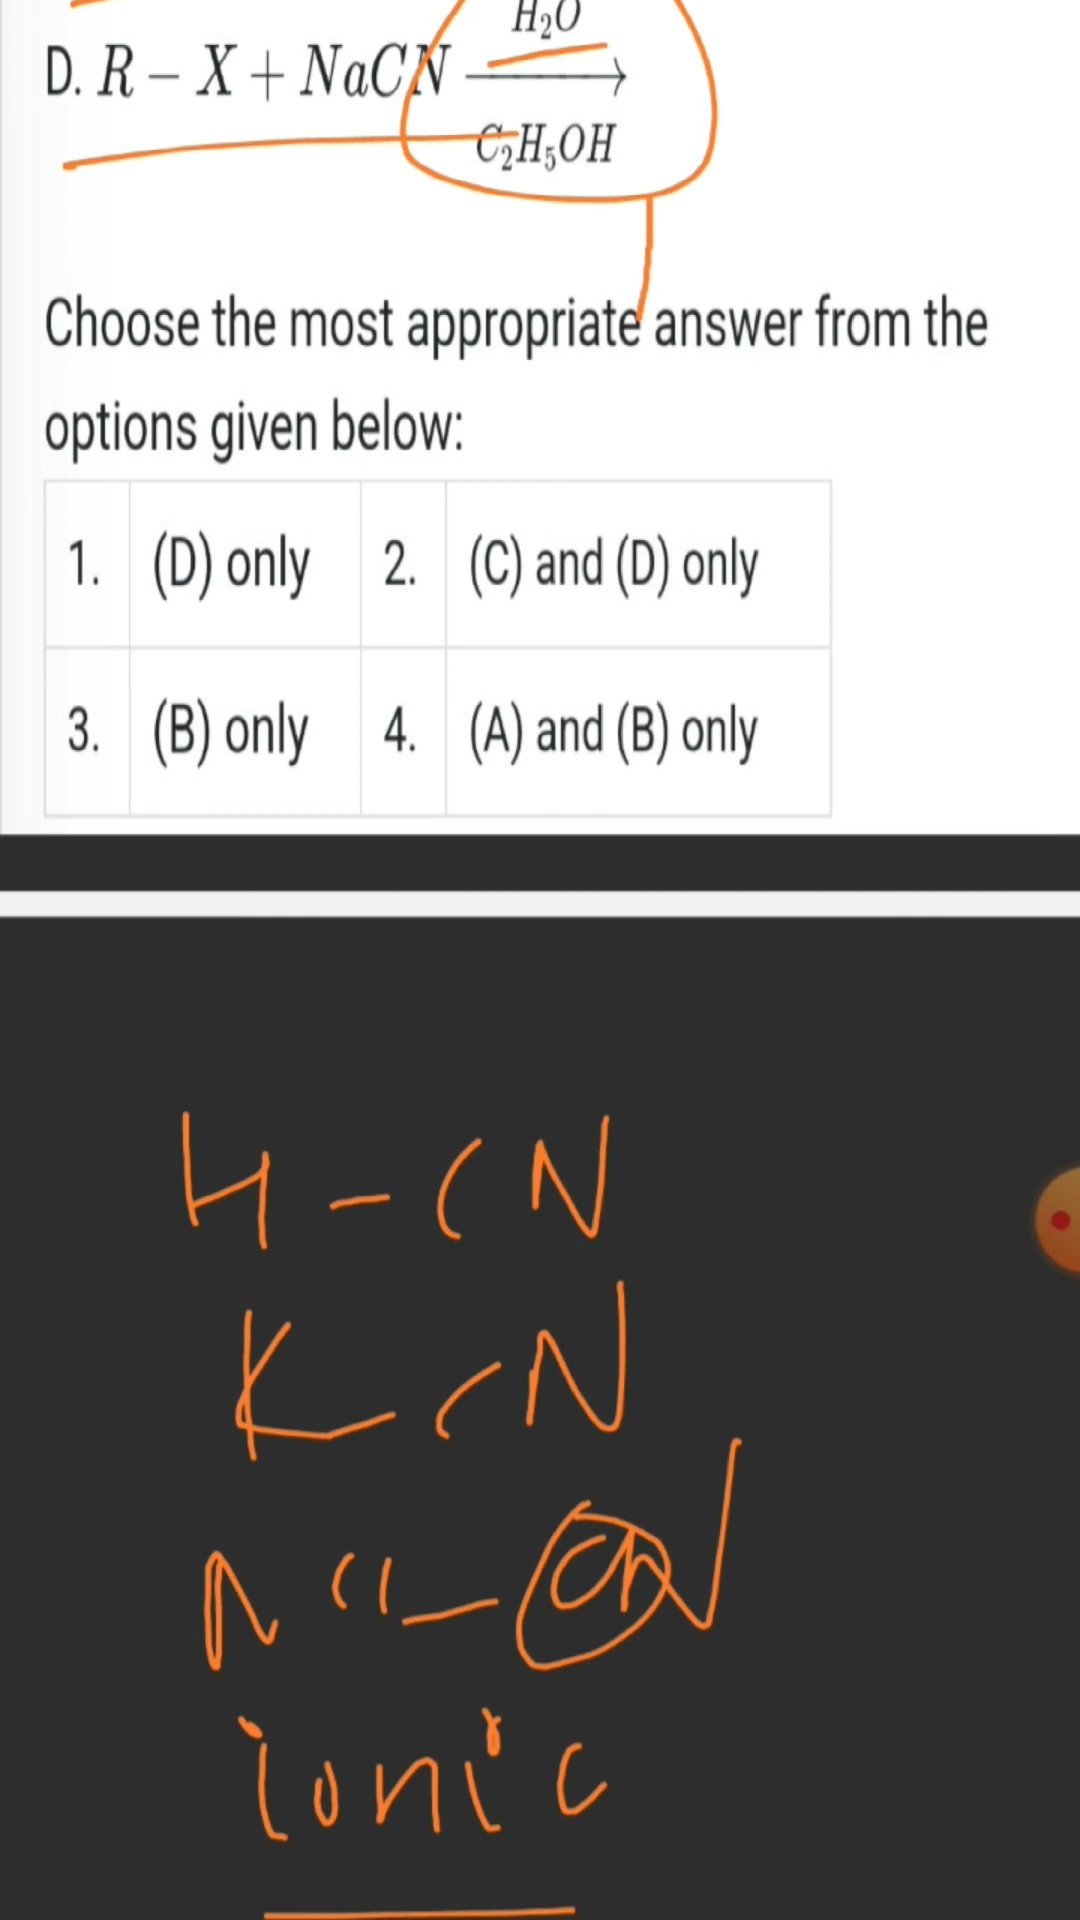 H₂O
D. R – X + NaCN ⟶
C₂H₅OH
Choose the most appropriate answer from the
options given below:
1. (D) only 2. (C) and (D) only
3. (B) only 4. (A) and (B) only
H - CN
K CN
Na - CN
ionic